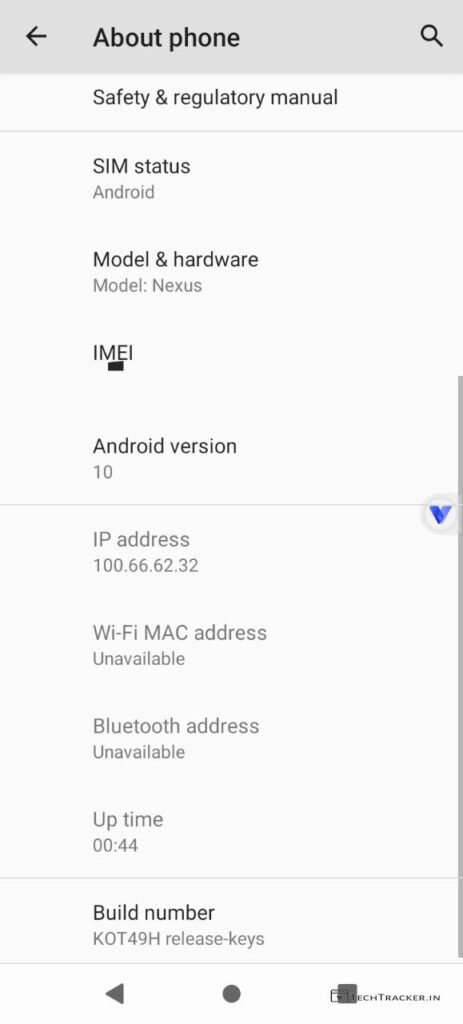 About phone
Safety & regulatory manual
SIM status
Android
Model & hardware
Model: Nexus
IMEI
Android version
10
IP address
100.66.62.32
Wi-Fi MAC address
Unavailable
Bluetooth address
Unavailable
Up time
00:44
Build number
KOT49H release-keys
TECHTRACKER.IN